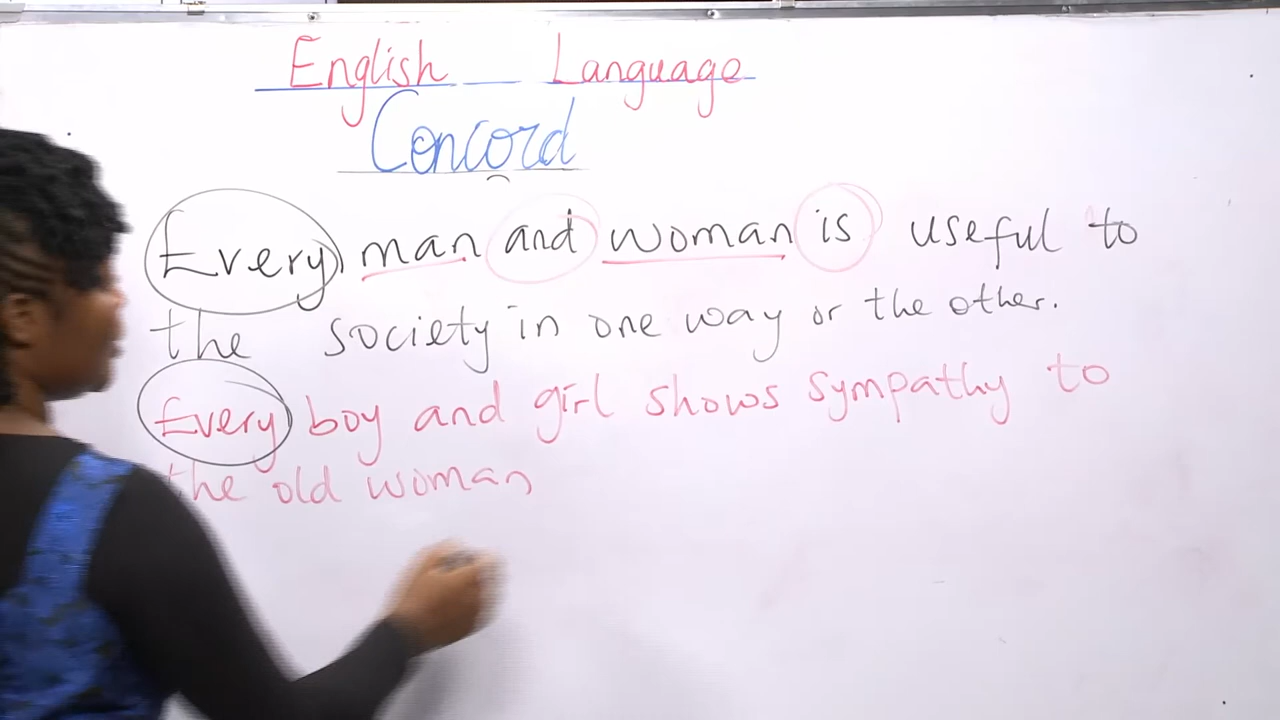 English Language
Concord
Every man and woman is useful to
the society in one way or the other.
Every boy and girl shows sympathy to
the old woman